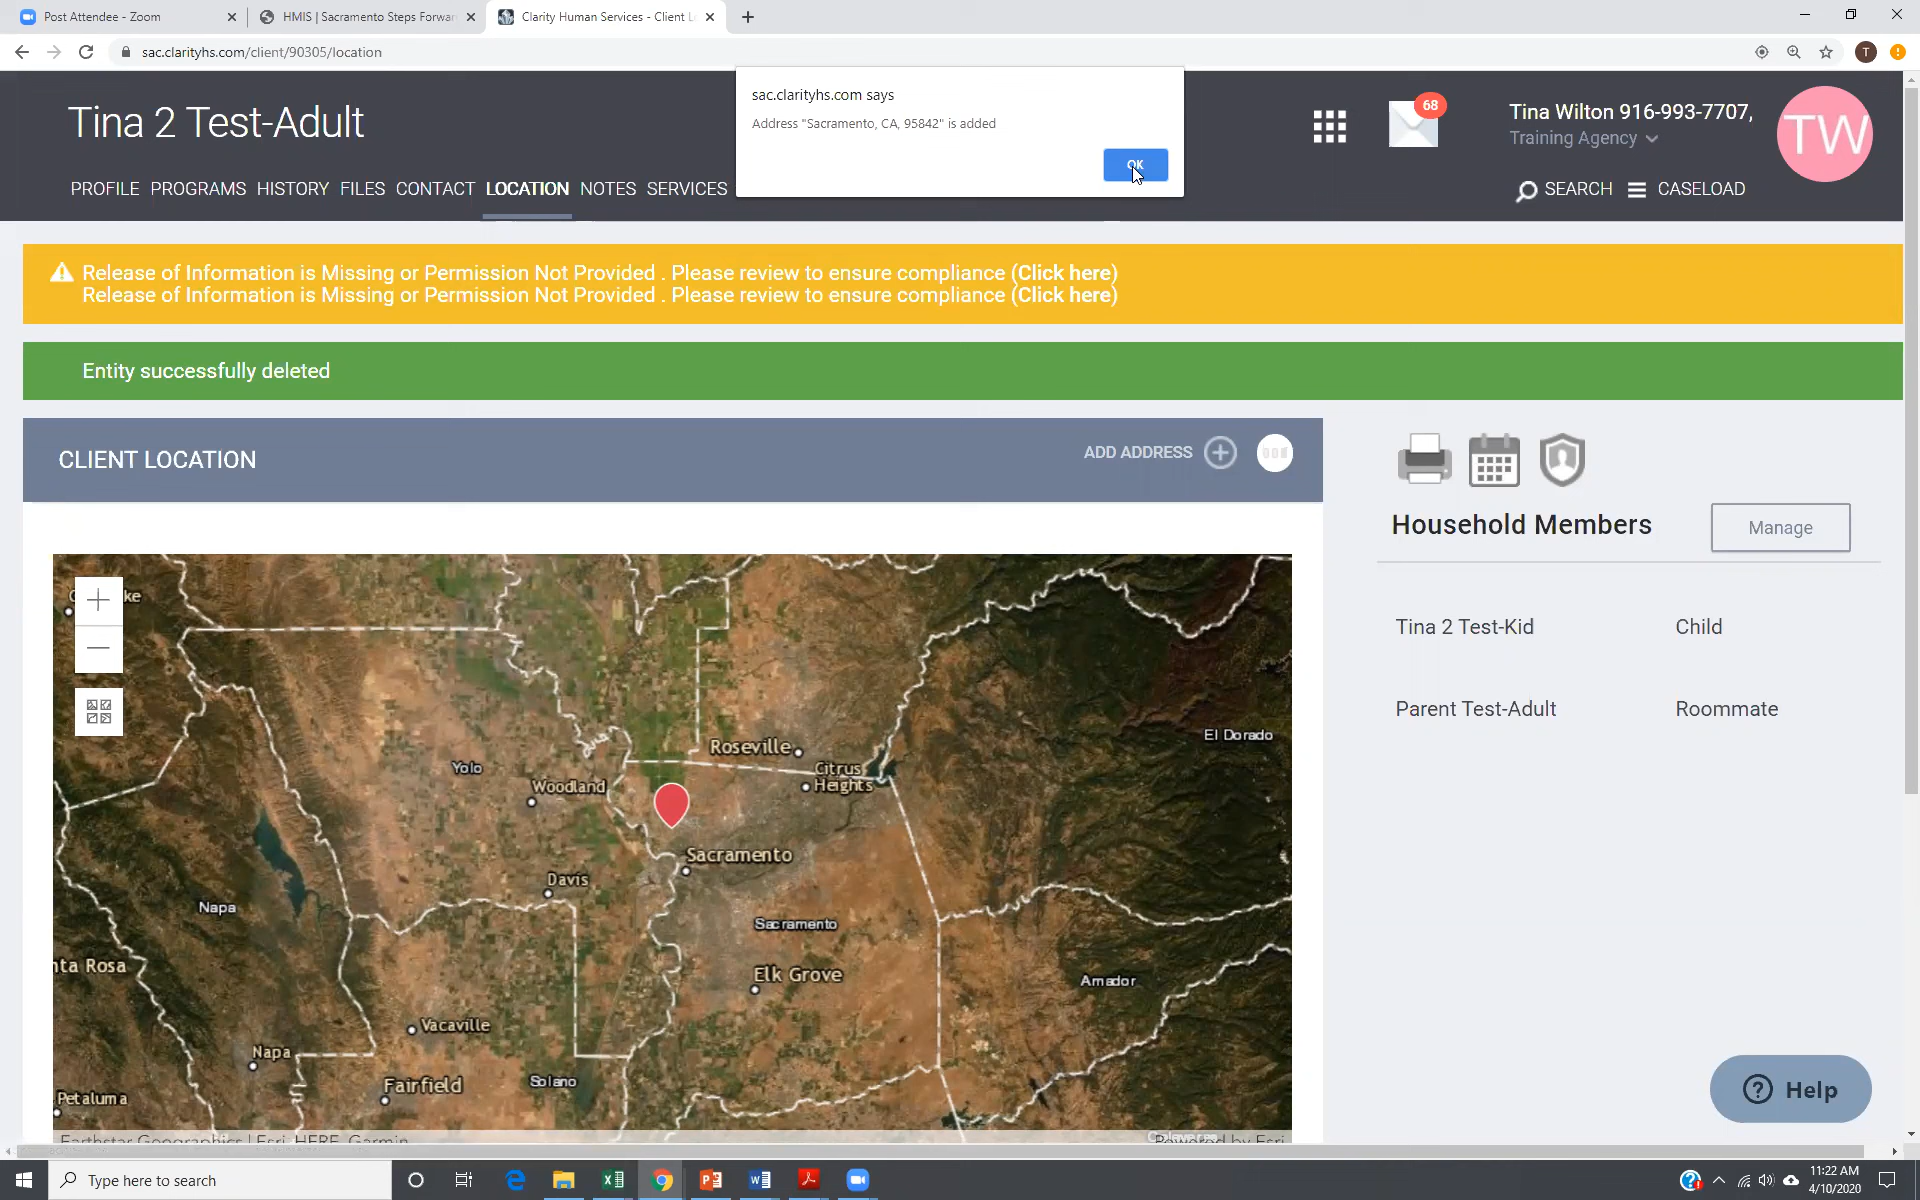 Post Attendee - Zoom
HMIS | Sacramento Steps Forwar
Clarity Human Services - Client L
sac.clarityhs.com/client/90305/location
T
sac.clarityhs.com says
Address "Sacramento, CA, 95842" is added
OK
Tina 2 Test-Adult
68
Tina Wilton 916-993-7707,
Training Agency
TW
PROFILE PROGRAMS HISTORY FILES CONTACT LOCATION NOTES SERVICES
SEARCH CASELOAD
Release of Information is Missing or Permission Not Provided . Please review to ensure compliance (Click here)
Release of Information is Missing or Permission Not Provided . Please review to ensure compliance (Click here)
Entity successfully deleted
CLIENT LOCATION
ADD ADDRESS
Household Members
Manage
Tina 2 Test-Kid Child
Parent Test-Adult Roommate
ke
El Dorado
Roseville
Yolo
Citrus
Heights
Woodland
Sacramento
Davis
Napa
Sacramento
nta Rosa
Elk Grove
Amador
Vacaville
Napa
Solano
Fairfield
Petaluma
Earthstar Geographics | Esri, HERE, Garmin
Powered by Esri
Help
Type here to search
11:22 AM
4/10/2020